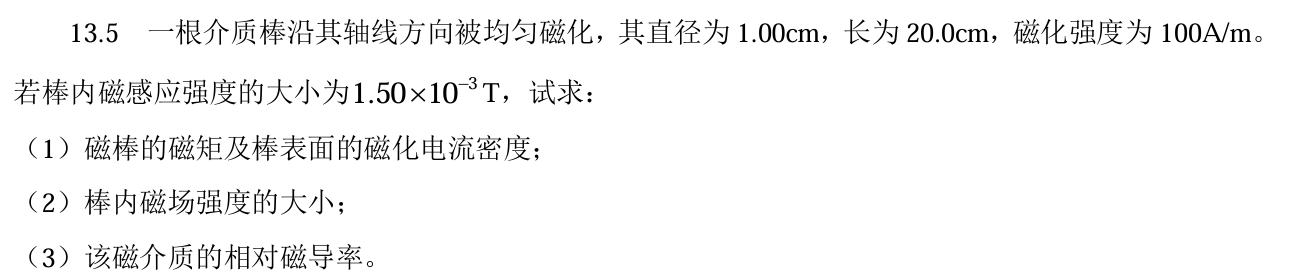 13.5 一根介质棒沿其轴线方向被均匀磁化，其直径为 1.00cm，长为 20.0cm，磁化强度为 100A/m。
若棒内磁感应强度的大小为1.50×10⁻³T，试求：
（1）磁棒的磁矩及棒表面的磁化电流密度；
（2）棒内磁场强度的大小；
（3）该磁介质的相对磁导率。